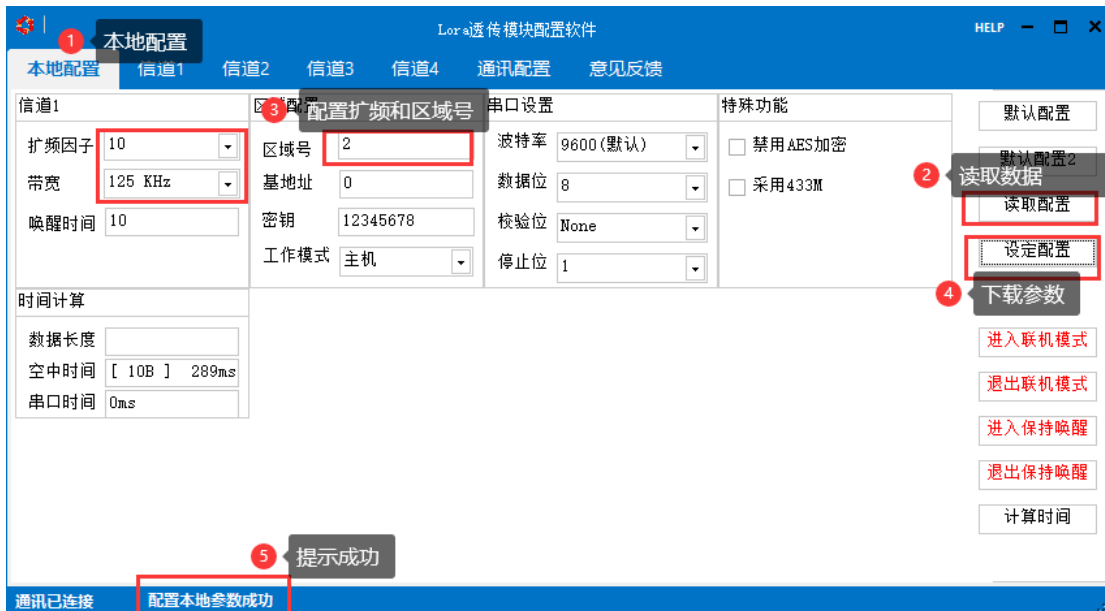 Lora透传模块配置软件
HELP
1 本地配置
本地配置 信道1 信道2 信道3 信道4 通讯配置 意见反馈
信道1
扩频因子 10
带宽 125 KHz
唤醒时间 10
3 配置扩频和区域号
区域号 2
基地址 0
密钥 12345678
工作模式 主机
串口设置
波特率 9600(默认)
数据位 8
校验位 None
停止位 1
特殊功能
禁用AES加密
采用433M
默认配置
默认配置2
2 读取数据
读取配置
设定配置
4 下载参数
进入联机模式
退出联机模式
进入保持唤醒
退出保持唤醒
计算时间
时间计算
数据长度
空中时间 [ 10B ] 289ms
串口时间 0ms
5 提示成功
通讯已连接 配置本地参数成功